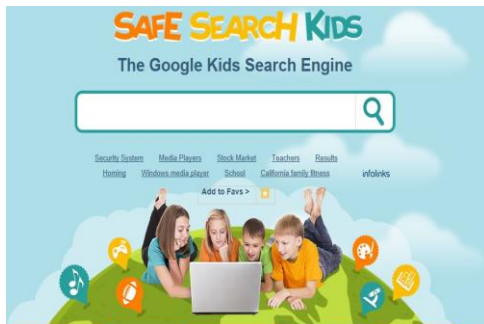 SAFE SEARCH KIDS
The Google Kids Search Engine
Security System Media Players Stock Market Teachers Results
Homing Windows media player School California family fitness infolinks
Add to Favs >